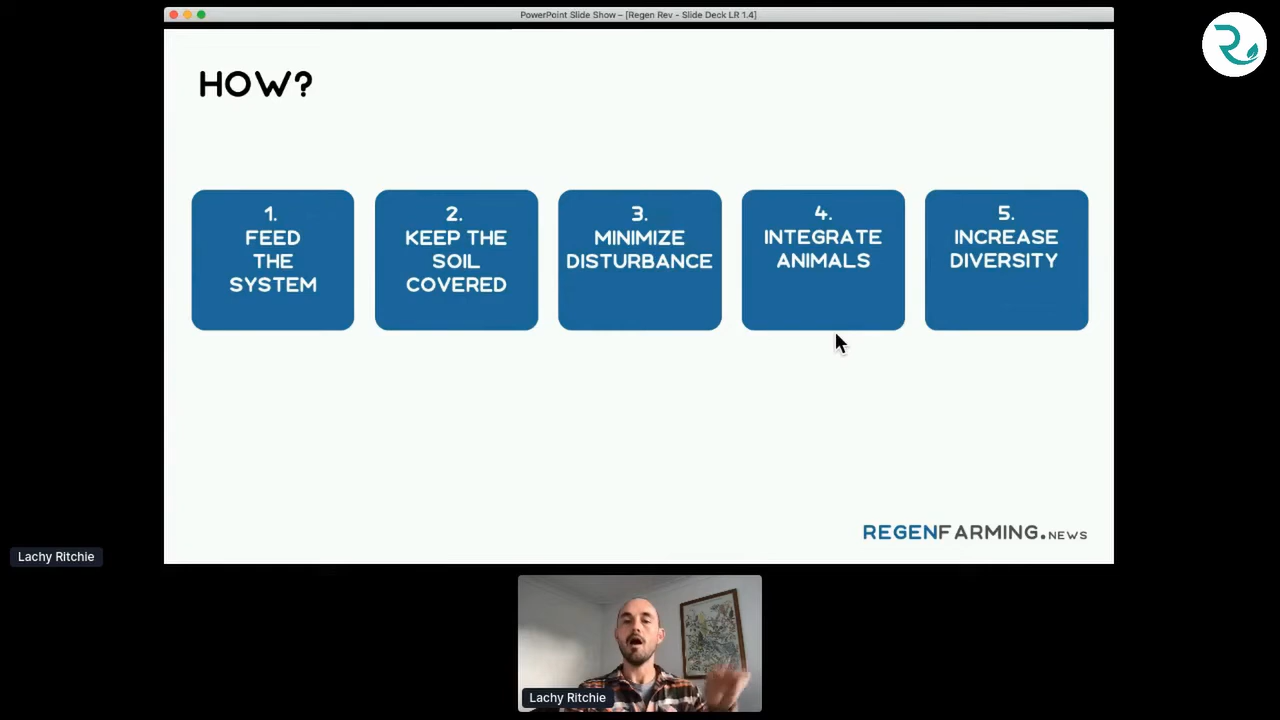 PowerPoint Slide Show – [Regen Rev - Slide Deck LR 1.4]
HOW?
1.
FEED
THE
SYSTEM
2.
KEEP THE
SOIL
COVERED
3.
MINIMIZE
DISTURBANCE
4.
INTEGRATE
ANIMALS
5.
INCREASE
DIVERSITY
REGENFARMING.NEWS
Lachy Ritchie
Lachy Ritchie